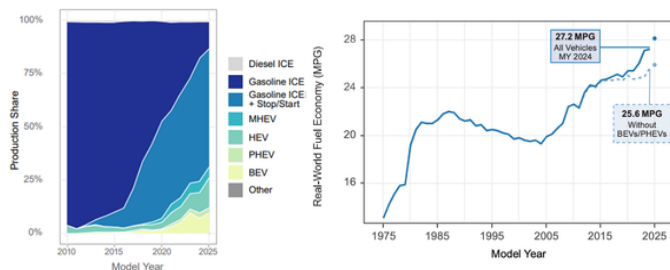 100%
75%
50%
25%
0%
Production Share
2010
2015
2020
2025
Model Year
Diesel ICE
Gasoline ICE
Gasoline ICE
+ Stop/Start
MHEV
HEV
PHEV
BEV
Other
28
24
20
16
Real-World Fuel Economy (MPG)
27.2 MPG
All Vehicles
MY 2024
25.6 MPG
Without
BEVs/PHEVs
1975
1985
1995
2005
2015
2025
Model Year